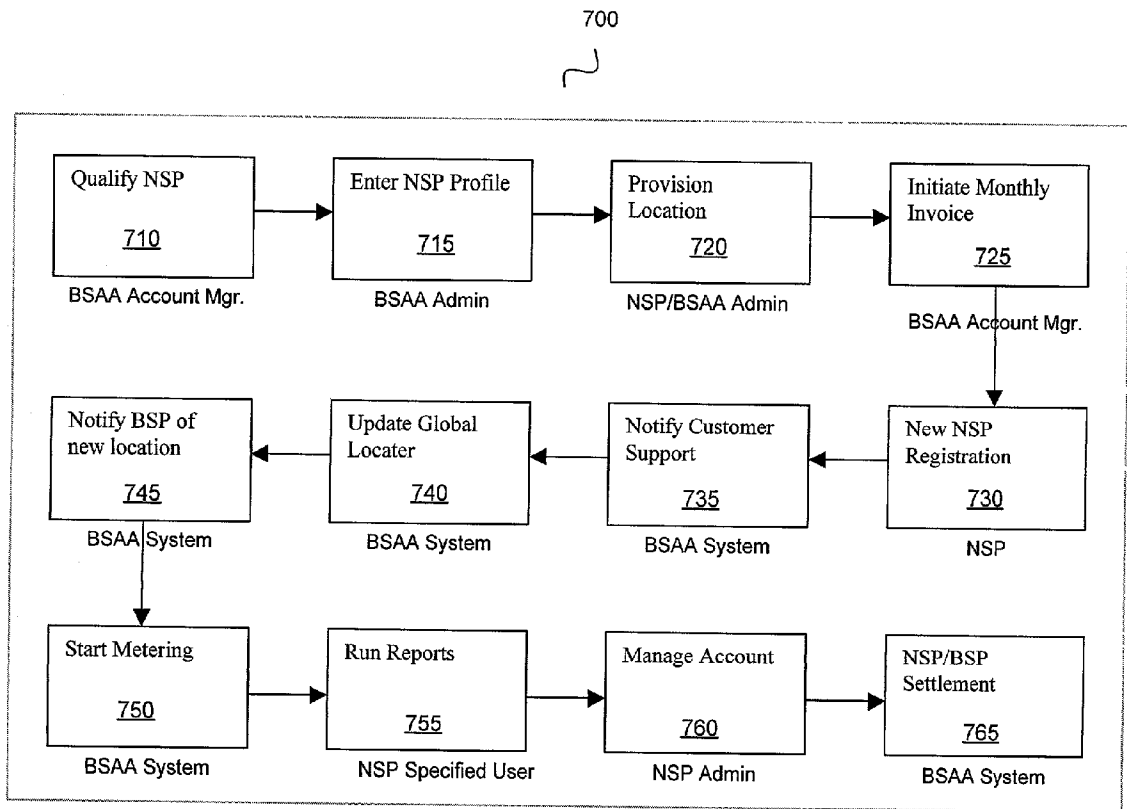 700
Qualify NSP
710
BSAA Account Mgr.
Enter NSP Profile
715
BSAA Admin
Provision
Location
720
NSP/BSAA Admin
Initiate Monthly
Invoice
725
BSAA Account Mgr.
New NSP
Registration
730
NSP
Notify Customer
Support
735
BSAA System
Update Global
Locater
740
BSAA System
Notify BSP of
new location
745
BSAA System
Start Metering
750
BSAA System
Run Reports
755
NSP Specified User
Manage Account
760
NSP Admin
NSP/BSP
Settlement
765
BSAA System